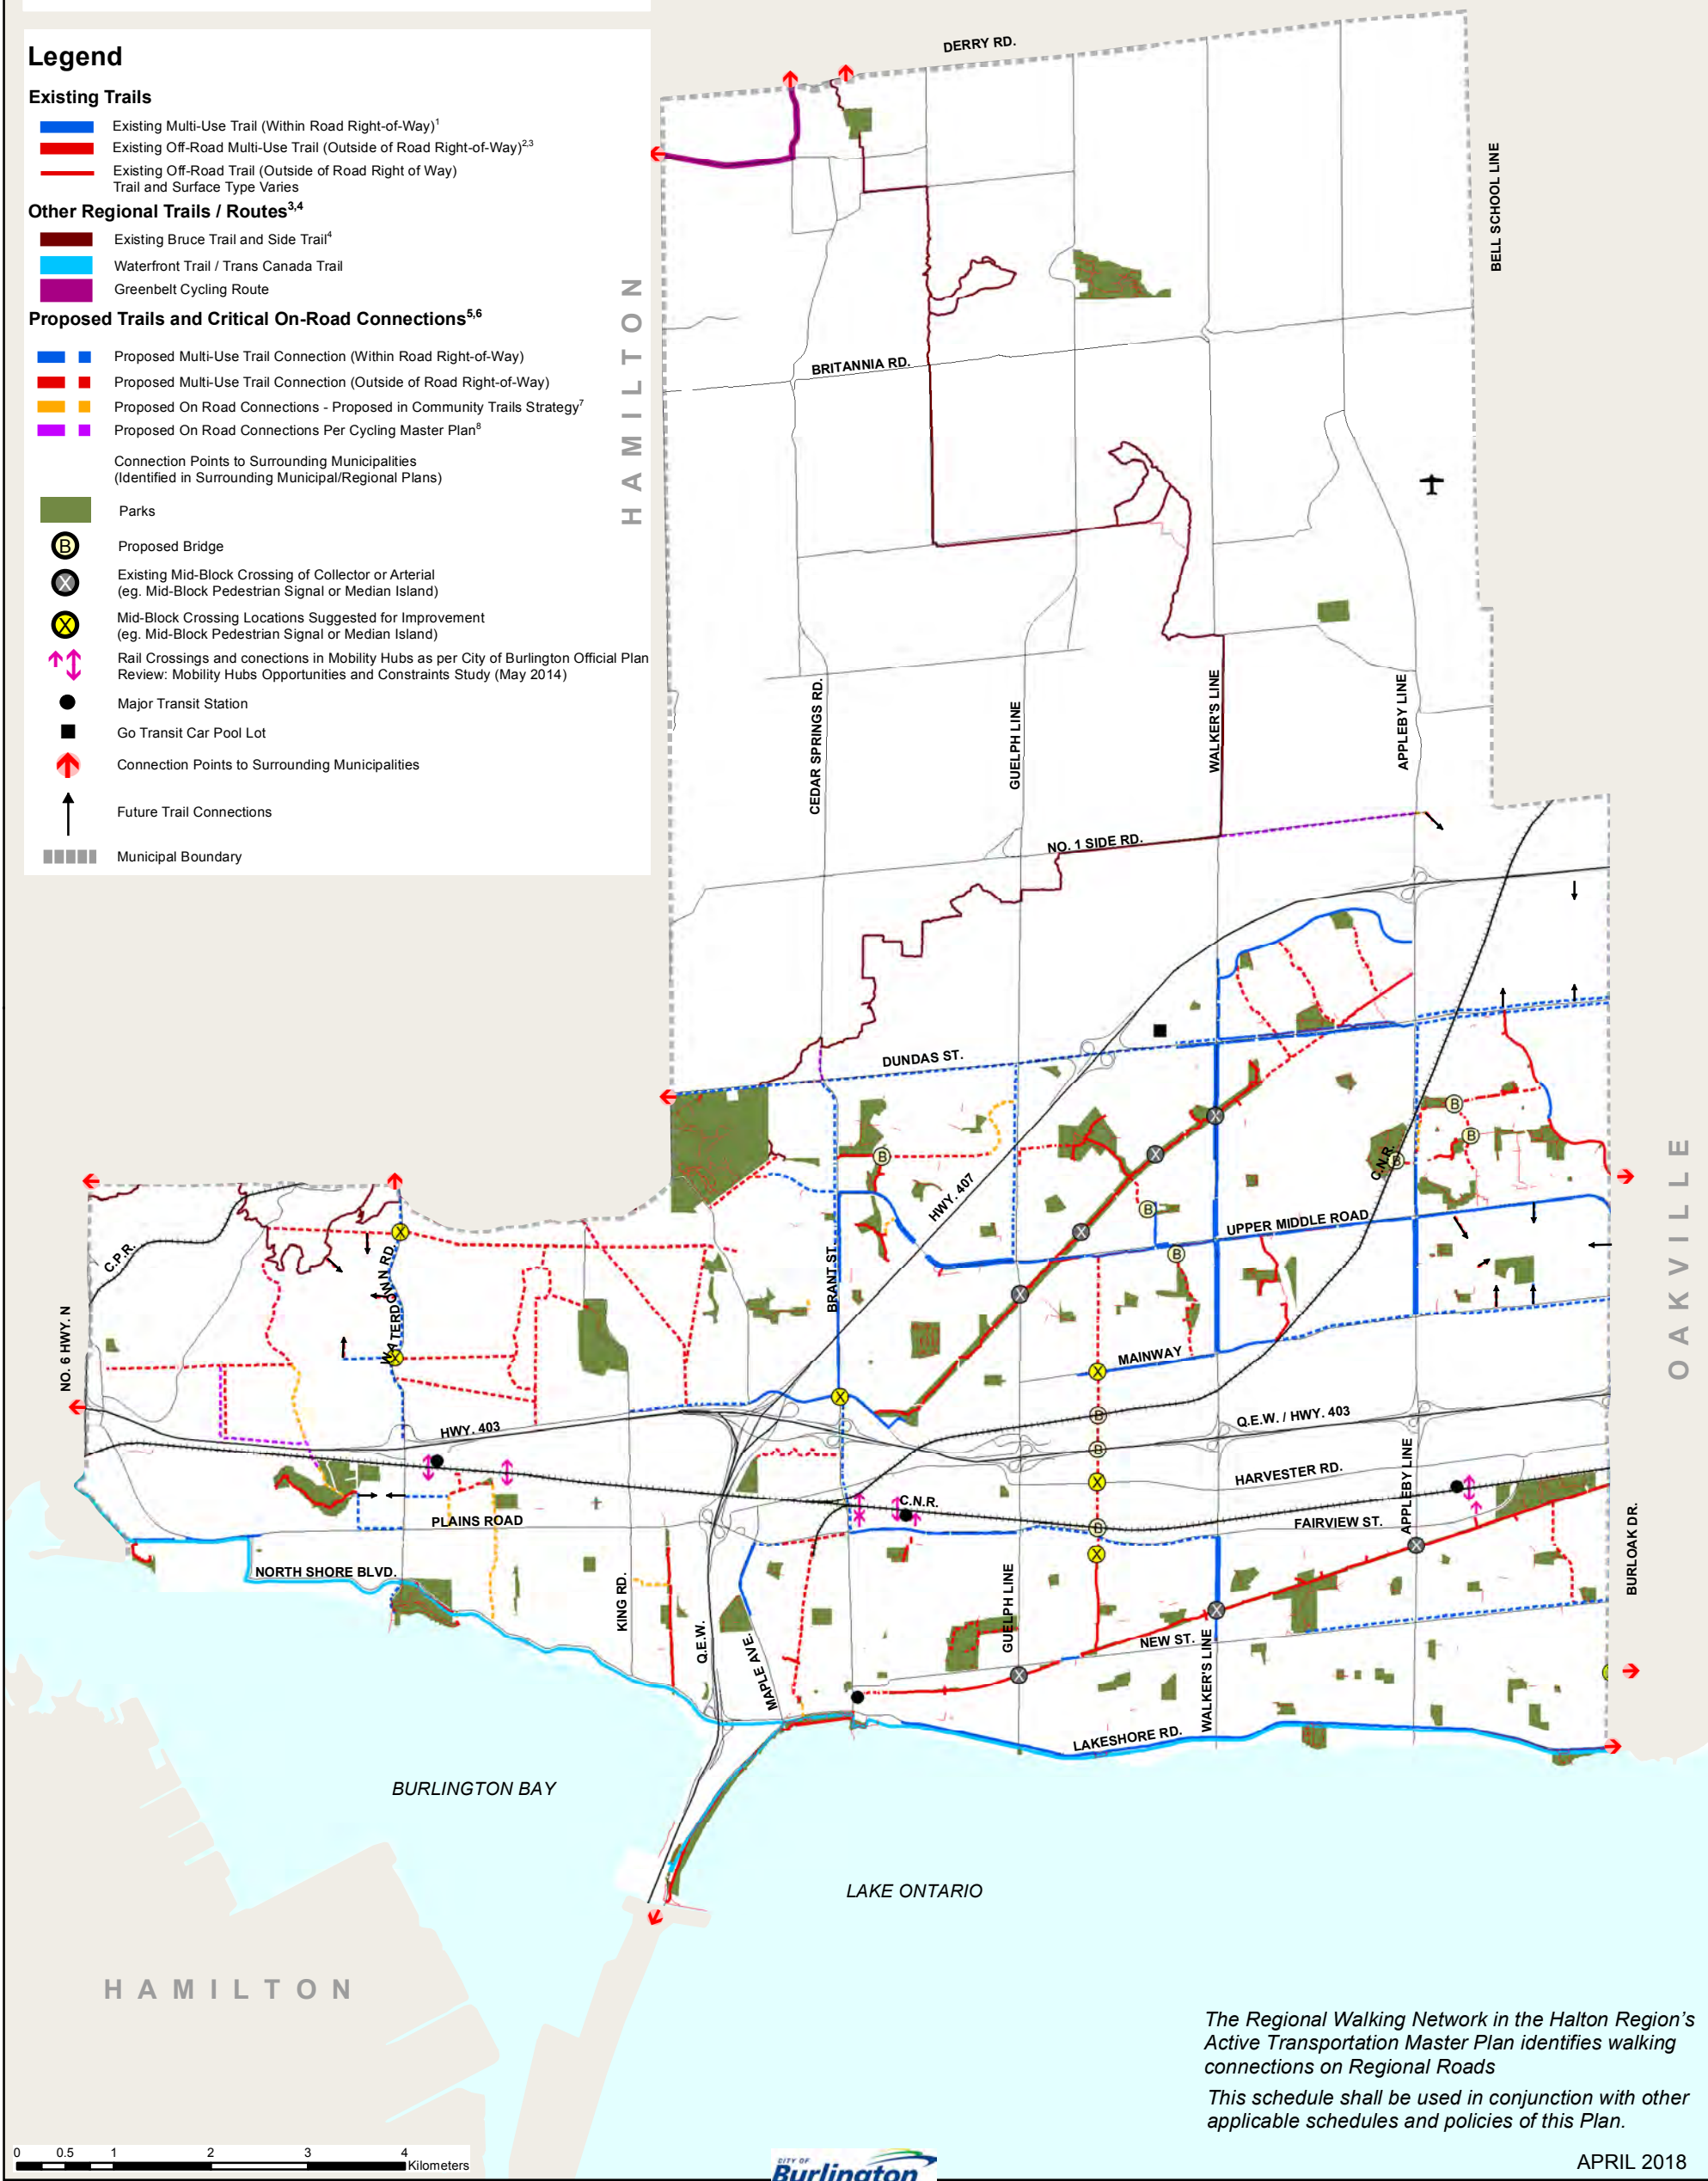 Legend
Existing Trails
Existing Multi-Use Trail (Within Road Right-of-Way)1
Existing Off-Road Multi-Use Trail (Outside of Road Right-of-Way)2,3
Existing Off-Road Trail (Outside of Road Right of Way)
Trail and Surface Type Varies
Other Regional Trails / Routes3,4
Existing Bruce Trail and Side Trail4
Waterfront Trail / Trans Canada Trail
Greenbelt Cycling Route
Proposed Trails and Critical On-Road Connections5,6
Proposed Multi-Use Trail Connection (Within Road Right-of-Way)
Proposed Multi-Use Trail Connection (Outside of Road Right-of-Way)
Proposed On Road Connections - Proposed in Community Trails Strategy7
Proposed On Road Connections Per Cycling Master Plan8
Connection Points to Surrounding Municipalities
(Identified in Surrounding Municipal/Regional Plans)
Parks
B
Proposed Bridge
X
Existing Mid-Block Crossing of Collector or Arterial
(eg. Mid-Block Pedestrian Signal or Median Island)
X
Mid-Block Crossing Locations Suggested for Improvement
(eg. Mid-Block Pedestrian Signal or Median Island)
Rail Crossings and conections in Mobility Hubs as per City of Burlington Official Plan
Review: Mobility Hubs Opportunities and Constraints Study (May 2014)
Major Transit Station
Go Transit Car Pool Lot
Connection Points to Surrounding Municipalities
Future Trail Connections
Municipal Boundary
DERRY RD.
BELL SCHOOL LINE
HAMILTON
BRITANNIA RD.
CEDAR SPRINGS RD.
GUELPH LINE
WALKER'S LINE
APPLEBY LINE
NO. 1 SIDE RD.
DUNDAS ST.
HWY. 407
C.N.R.
UPPER MIDDLE ROAD
OAKVILLE
C.P.R.
WATERDOWN RD.
BRANT ST.
NO. 6 HWY. N
MAINWAY
HWY. 403
Q.E.W. / HWY. 403
HARVESTER RD.
APPLEBY LINE
C.N.R.
PLAINS ROAD
FAIRVIEW ST.
BURLOAK DR.
NORTH SHORE BLVD.
KING RD.
Q.E.W.
MAPLE AVE.
GUELPH LINE
NEW ST.
WALKER'S LINE
LAKESHORE RD.
BURLINGTON BAY
LAKE ONTARIO
HAMILTON
The Regional Walking Network in the Halton Region's
Active Transportation Master Plan identifies walking
connections on Regional Roads
This schedule shall be used in conjunction with other
applicable schedules and policies of this Plan.
0 0.5 1 2 3 4
Kilometers
CITY OF
Burlington
APRIL 2018